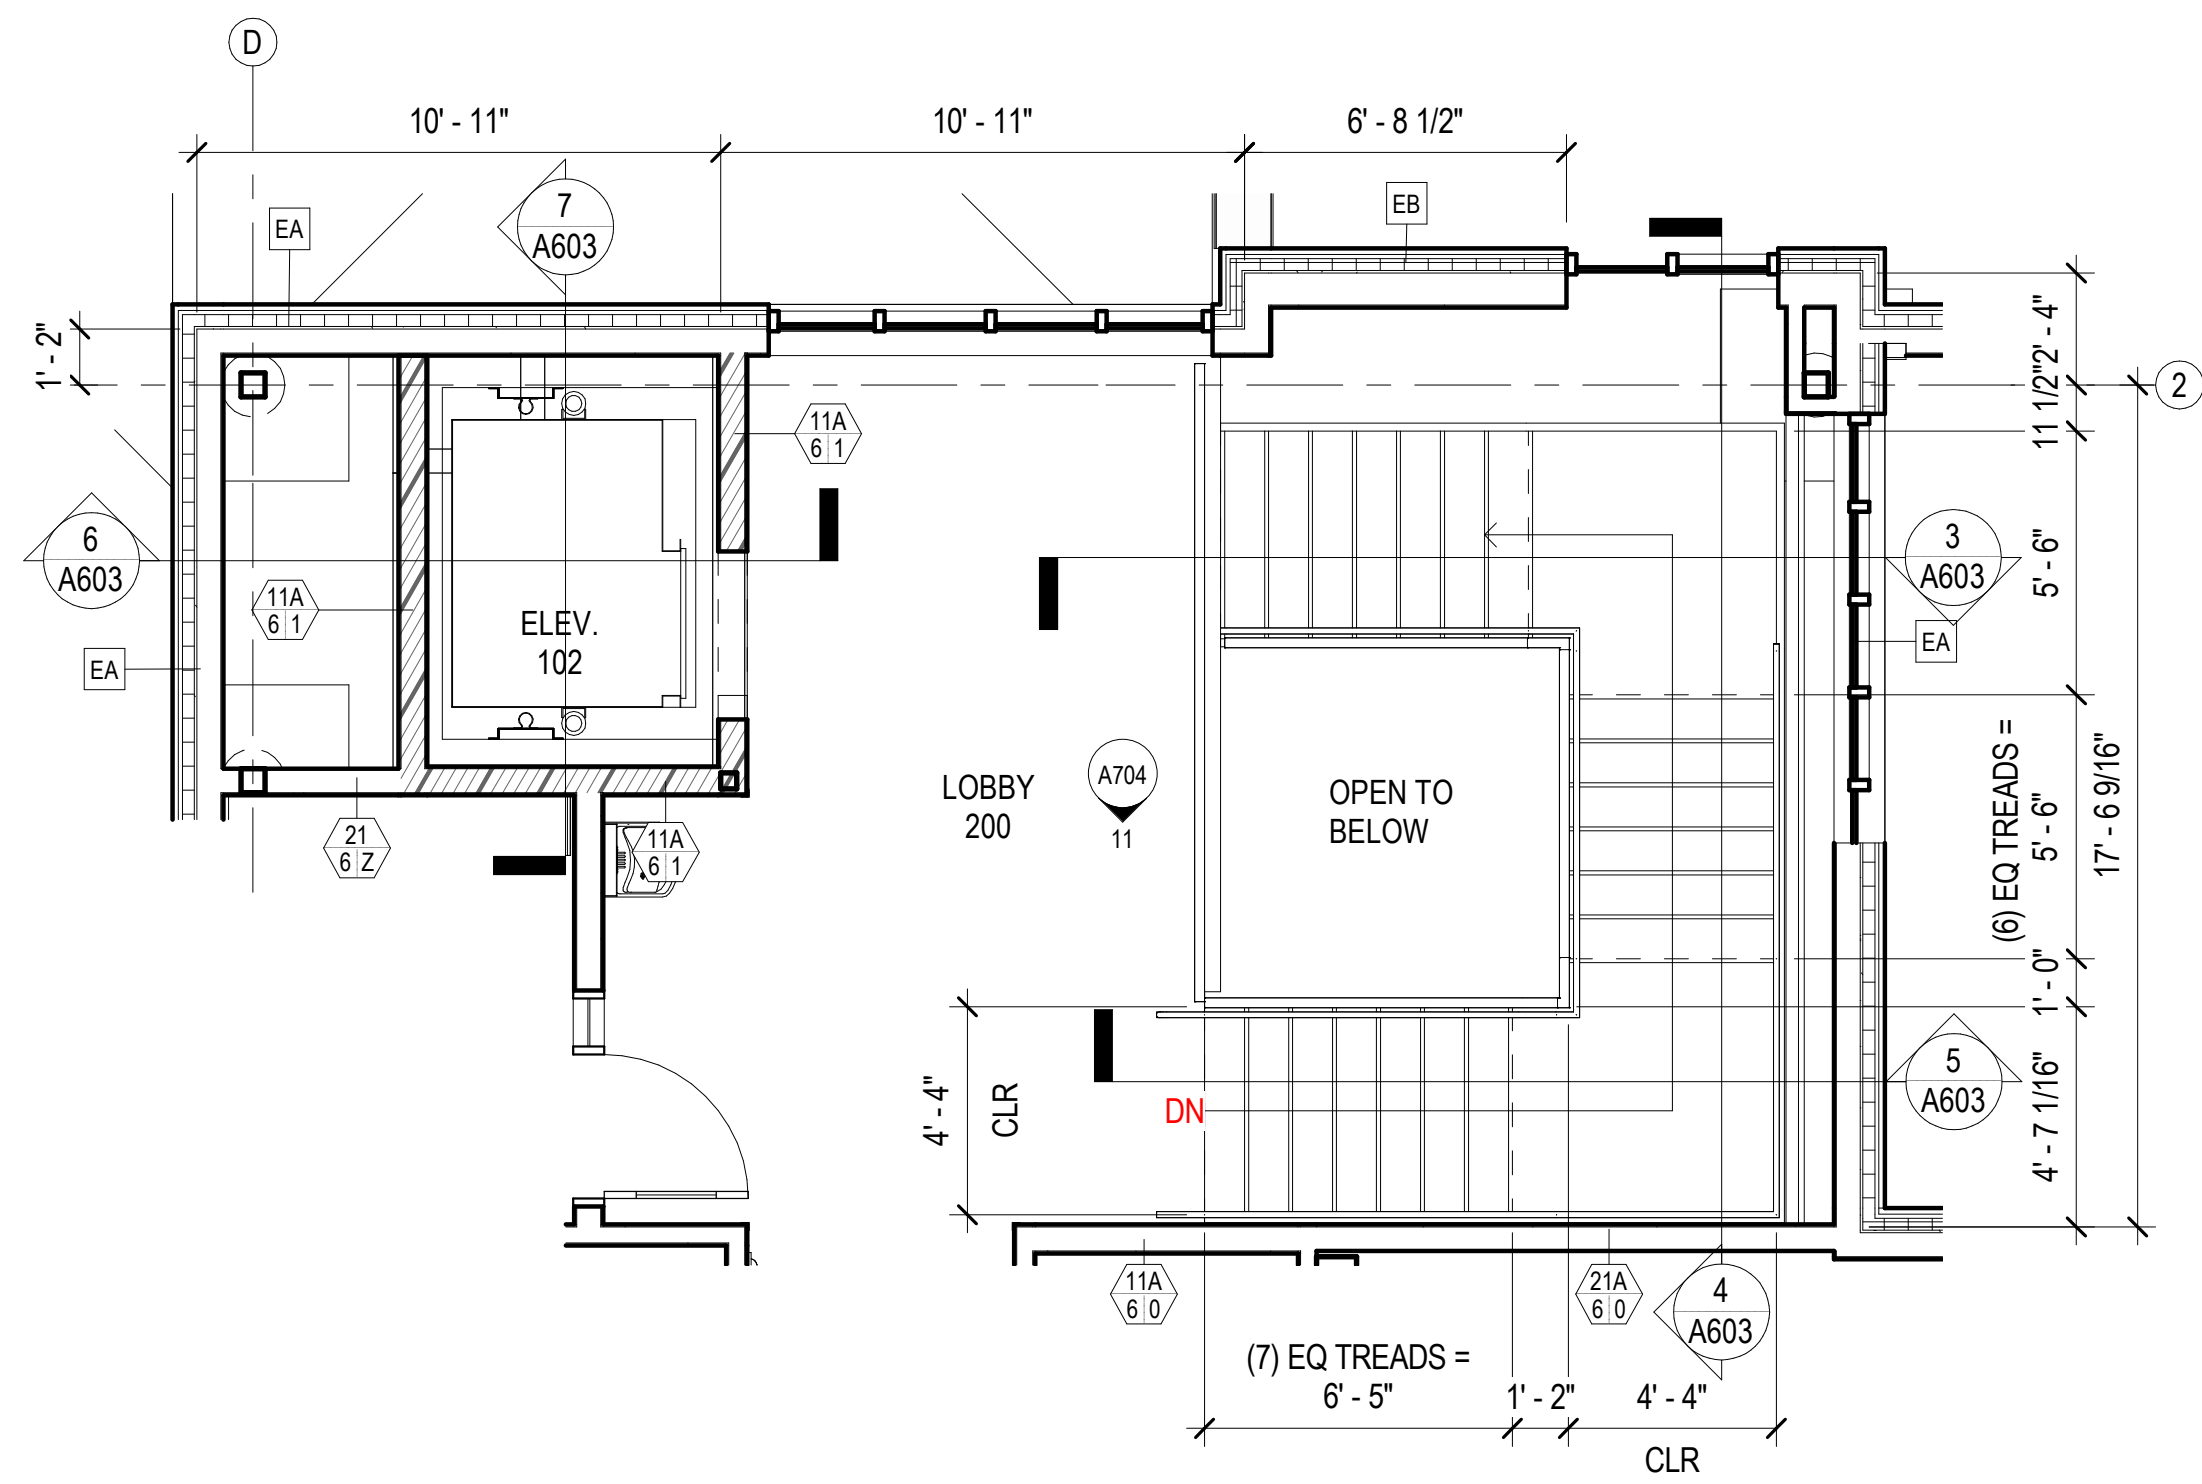 D
10' - 11"
10' - 11"
6' - 8 1/2"
EA
7
A603
EB
1' - 2"
2' - 4"
11 1/2"
2
11A
6 1
6
A603
11A
6 1
EA
ELEV.
102
3
A603
EA
5' - 6"
LOBBY
200
A704
11
OPEN TO
BELOW
(6) EQ TREADS =
5' - 6"
17' - 6 9/16"
21
6 Z
11A
6 1
1' - 0"
4' - 4"
CLR
DN
5
A603
4' - 7 1/16"
11A
6 0
21A
6 0
4
A603
(7) EQ TREADS =
6' - 5"
1' - 2"
4' - 4"
CLR